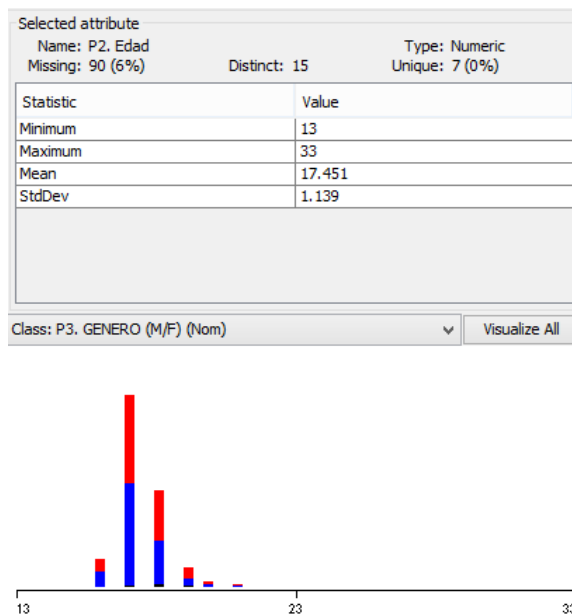 Selected attribute
Name: P2. Edad Type: Numeric
Missing: 90 (6%) Distinct: 15 Unique: 7 (0%)
Statistic Value
Minimum 13
Maximum 33
Mean 17.451
StdDev 1.139
Class: P3. GENERO (M/F) (Nom) Visualize All
13 23 33